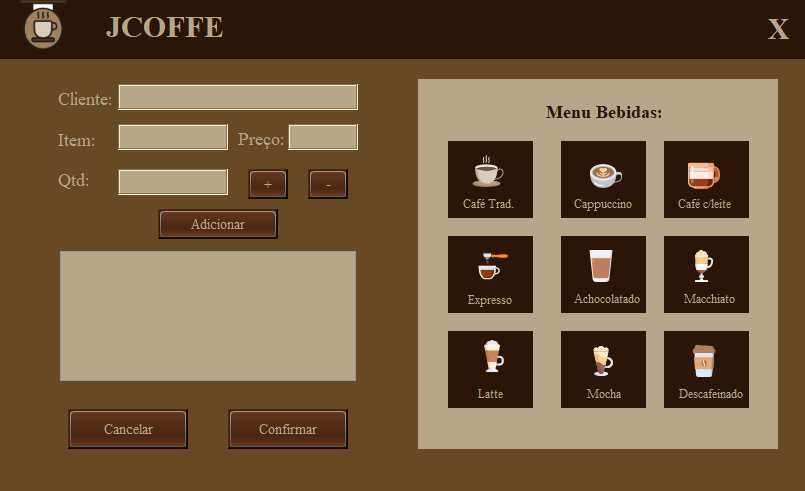 JCOFFE
X
Cliente:
Item:
Preço:
Qtd:
+
-
Adicionar
Cancelar
Confirmar
Menu Bebidas:
Café Trad.
Cappuccino
Café c/leite
Expresso
Achocolatado
Macchiato
Latte
Mocha
Descafeinado